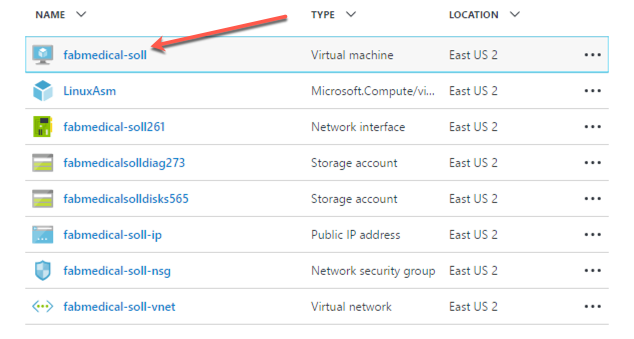 NAME TYPE LOCATION
fabmedical-soll Virtual machine East US 2 •••
LinuxAsm Microsoft.Compute/vi... East US 2 •••
fabmedical-soll261 Network interface East US 2 •••
fabmedicalsolldiag273 Storage account East US 2 •••
fabmedicalsolldisks565 Storage account East US 2 •••
fabmedical-soll-ip Public IP address East US 2 •••
fabmedical-soll-nsg Network security group East US 2 •••
fabmedical-soll-vnet Virtual network East US 2 •••